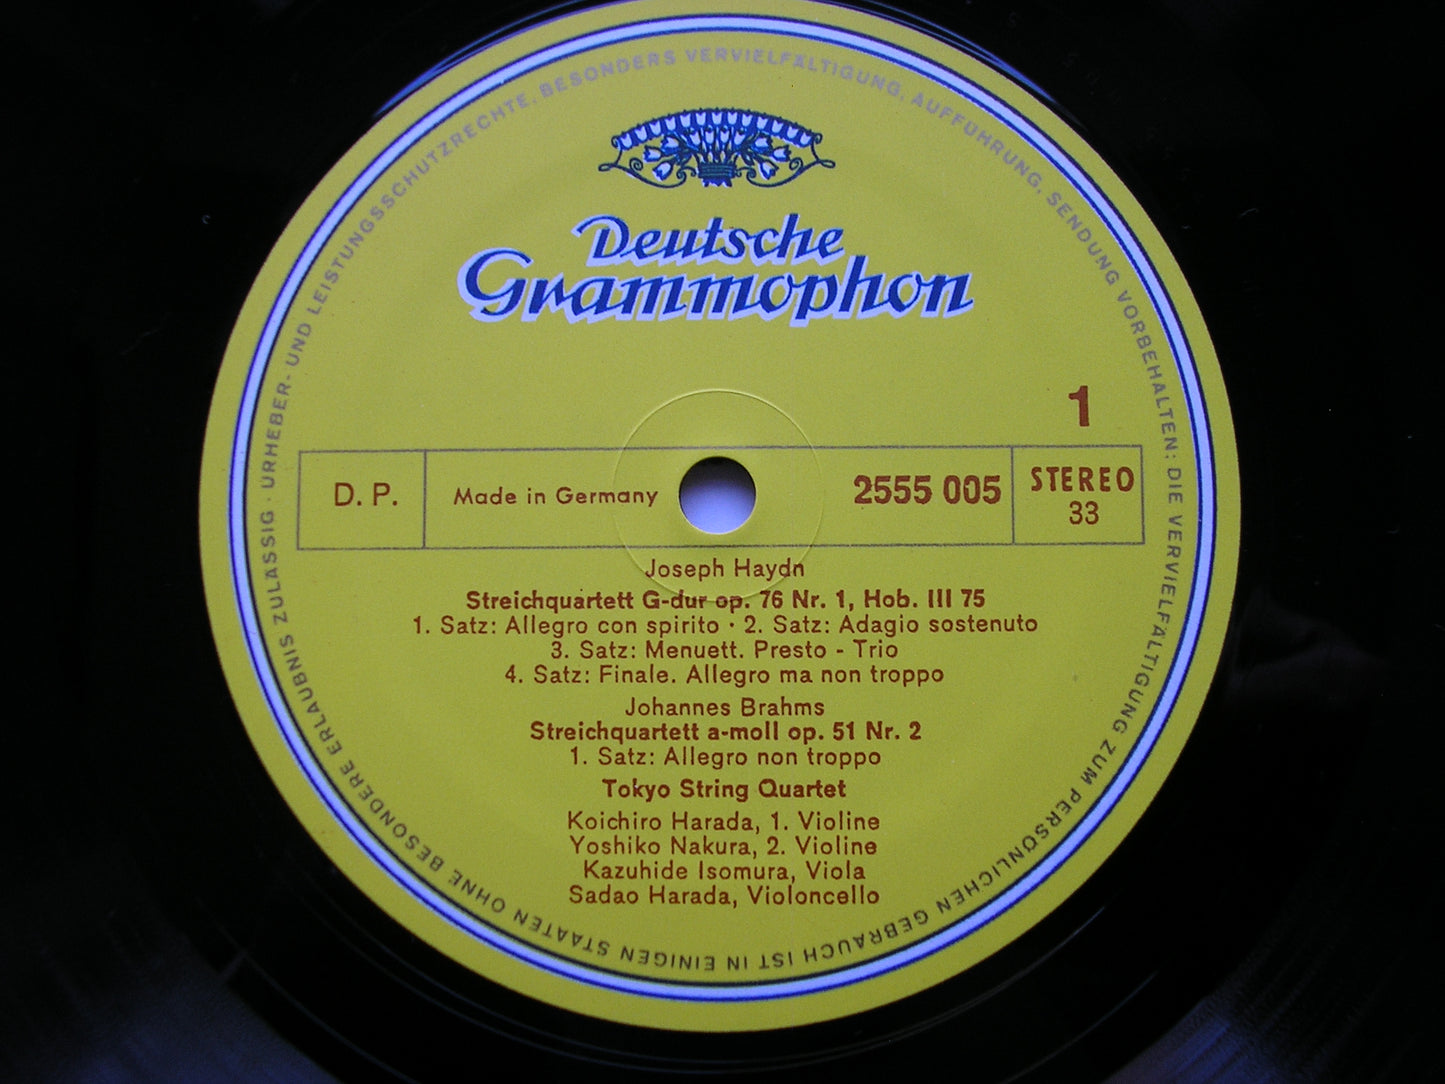 Deutsche
Grammophon
1
D. P.
Made in Germany
2555 005
STEREO
33
Joseph Haydn
Streichquartett G-dur op. 76 Nr. 1, Hob. III 75
1. Satz: Allegro con spirito · 2. Satz: Adagio sostenuto
3. Satz: Menuett. Presto - Trio
4. Satz: Finale. Allegro ma non troppo
Johannes Brahms
Streichquartett a-moll op. 51 Nr. 2
1. Satz: Allegro non troppo
Tokyo String Quartet
Koichiro Harada, 1. Violine
Yoshiko Nakura, 2. Violine
Kazuhide Isomura, Viola
Sadao Harada, Violoncello
URHEBER- UND LEISTUNGSSCHUTZRECHTE, BESONDERS VERVIELFÄLTIGUNG, AUFFÜHRUNG, SENDUNG VORBEHALTEN; DIE VERVIELFÄLTIGUNG ZUM PERSÖNLICHEN GEBRAUCH IST IN EINIGEN STAATEN OHNE BESONDERE ERLAUBNIS ZULÄSSIG ·